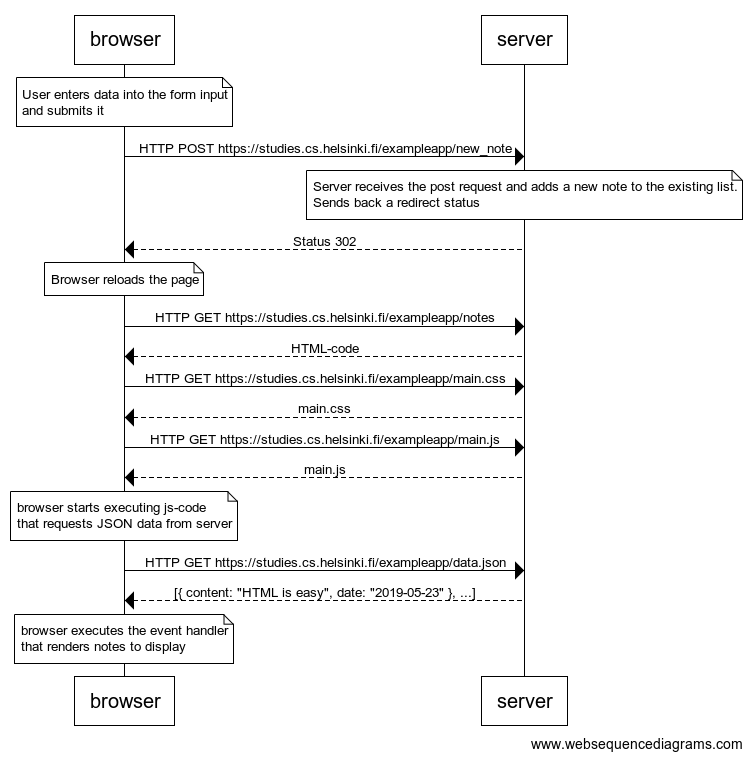 browser
server
User enters data into the form input
and submits it
HTTP POST https://studies.cs.helsinki.fi/exampleapp/new_note
Server receives the post request and adds a new note to the existing list.
Sends back a redirect status
Status 302
Browser reloads the page
HTTP GET https://studies.cs.helsinki.fi/exampleapp/notes
HTML-code
HTTP GET https://studies.cs.helsinki.fi/exampleapp/main.css
main.css
HTTP GET https://studies.cs.helsinki.fi/exampleapp/main.js
main.js
browser starts executing js-code
that requests JSON data from server
HTTP GET https://studies.cs.helsinki.fi/exampleapp/data.json
[{ content: "HTML is easy", date: "2019-05-23" }, ...]
browser executes the event handler
that renders notes to display
browser
server
www.websequencediagrams.com